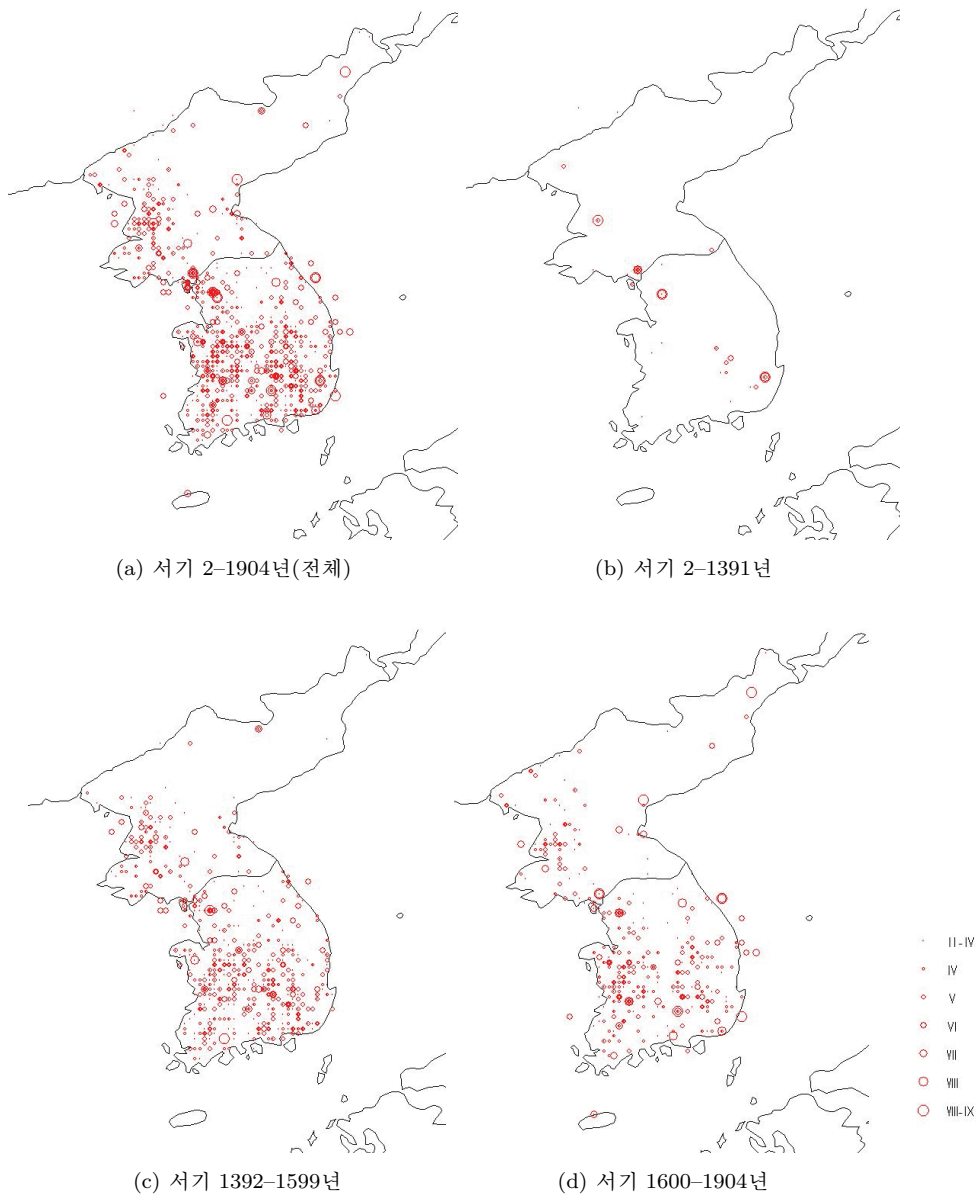 (a) 서기 2–1904년(전체)
(b) 서기 2–1391년
II-IV
IV
V
VI
VII
VIII
VIII-IX
(c) 서기 1392–1599년
(d) 서기 1600–1904년